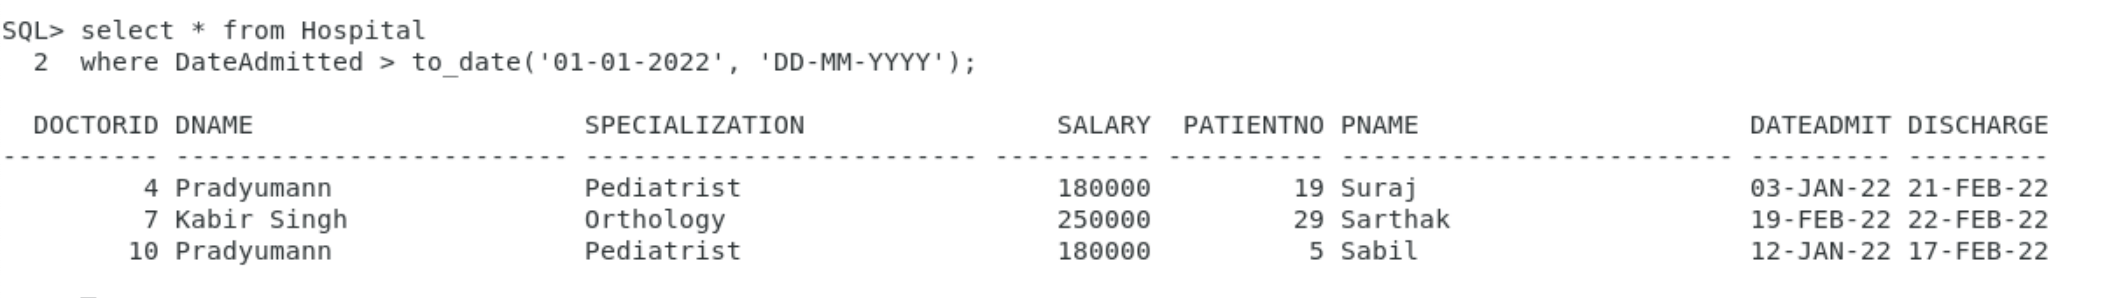 SQL> select * from Hospital
  2  where DateAdmitted > to_date('01-01-2022', 'DD-MM-YYYY');
  DOCTORID DNAME                     SPECIALIZATION                SALARY  PATIENTNO PNAME                     DATEADMIT DISCHARGE
---------- ------------------------- ------------------------- ---------- ---------- ------------------------- --------- ---------
         4 Pradyumann                Pediatrist                    180000         19 Suraj                     03-JAN-22 21-FEB-22
         7 Kabir Singh               Orthology                     250000         29 Sarthak                   19-FEB-22 22-FEB-22
        10 Pradyumann                Pediatrist                    180000          5 Sabil                     12-JAN-22 17-FEB-22